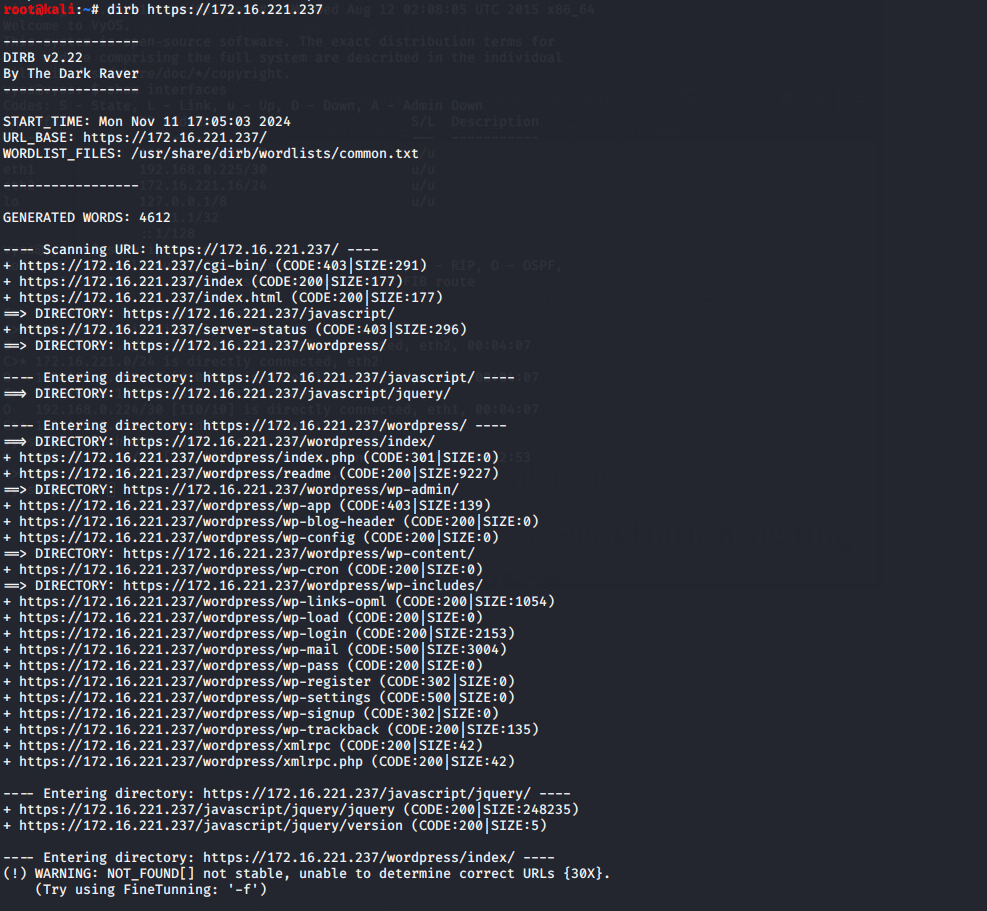 root@kali:~# dirb https://172.16.221.237
-----------------
DIRB v2.22
By The Dark Raver
-----------------
START_TIME: Mon Nov 11 17:05:03 2024
URL_BASE: https://172.16.221.237/
WORDLIST_FILES: /usr/share/dirb/wordlists/common.txt
-----------------
GENERATED WORDS: 4612
---- Scanning URL: https://172.16.221.237/ ----
+ https://172.16.221.237/cgi-bin/ (CODE:403|SIZE:291)
+ https://172.16.221.237/index (CODE:200|SIZE:177)
+ https://172.16.221.237/index.html (CODE:200|SIZE:177)
==> DIRECTORY: https://172.16.221.237/javascript/
+ https://172.16.221.237/server-status (CODE:403|SIZE:296)
==> DIRECTORY: https://172.16.221.237/wordpress/
---- Entering directory: https://172.16.221.237/javascript/ ----
==> DIRECTORY: https://172.16.221.237/javascript/jquery/
---- Entering directory: https://172.16.221.237/wordpress/ ----
==> DIRECTORY: https://172.16.221.237/wordpress/index/
+ https://172.16.221.237/wordpress/index.php (CODE:301|SIZE:0)
+ https://172.16.221.237/wordpress/readme (CODE:200|SIZE:9227)
==> DIRECTORY: https://172.16.221.237/wordpress/wp-admin/
+ https://172.16.221.237/wordpress/wp-app (CODE:403|SIZE:139)
+ https://172.16.221.237/wordpress/wp-blog-header (CODE:200|SIZE:0)
+ https://172.16.221.237/wordpress/wp-config (CODE:200|SIZE:0)
==> DIRECTORY: https://172.16.221.237/wordpress/wp-content/
+ https://172.16.221.237/wordpress/wp-cron (CODE:200|SIZE:0)
==> DIRECTORY: https://172.16.221.237/wordpress/wp-includes/
+ https://172.16.221.237/wordpress/wp-links-opml (CODE:200|SIZE:1054)
+ https://172.16.221.237/wordpress/wp-load (CODE:200|SIZE:0)
+ https://172.16.221.237/wordpress/wp-login (CODE:200|SIZE:2153)
+ https://172.16.221.237/wordpress/wp-mail (CODE:500|SIZE:3004)
+ https://172.16.221.237/wordpress/wp-pass (CODE:200|SIZE:0)
+ https://172.16.221.237/wordpress/wp-register (CODE:302|SIZE:0)
+ https://172.16.221.237/wordpress/wp-settings (CODE:500|SIZE:0)
+ https://172.16.221.237/wordpress/wp-signup (CODE:302|SIZE:0)
+ https://172.16.221.237/wordpress/wp-trackback (CODE:200|SIZE:135)
+ https://172.16.221.237/wordpress/xmlrpc (CODE:200|SIZE:42)
+ https://172.16.221.237/wordpress/xmlrpc.php (CODE:200|SIZE:42)
---- Entering directory: https://172.16.221.237/javascript/jquery/ ----
+ https://172.16.221.237/javascript/jquery/jquery (CODE:200|SIZE:248235)
+ https://172.16.221.237/javascript/jquery/version (CODE:200|SIZE:5)
---- Entering directory: https://172.16.221.237/wordpress/index/ ----
(!) WARNING: NOT_FOUND[] not stable, unable to determine correct URLs {30X}.
(Try using FineTunning: '-f')